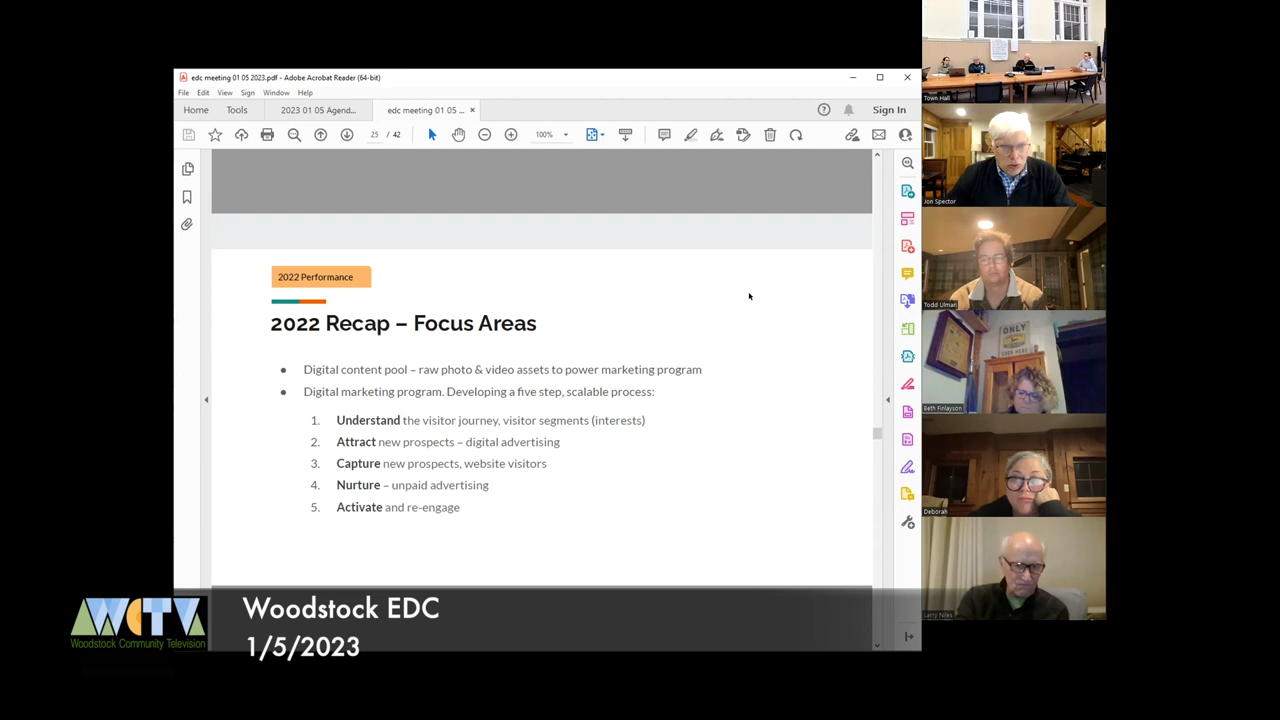 edc meeting 01 05 2023.pdf - Adobe Acrobat Reader (64-bit)
File Edit View Sign Window Help
Home Tools 2023 01 05 Agend... edc meeting 01 05 ... Sign In
25 / 42 100%
2022 Performance
2022 Recap – Focus Areas
● Digital content pool – raw photo & video assets to power marketing program
● Digital marketing program. Developing a five step, scalable process:
1. Understand the visitor journey, visitor segments (interests)
2. Attract new prospects – digital advertising
3. Capture new prospects, website visitors
4. Nurture – unpaid advertising
5. Activate and re-engage
Town Hall
Jon Spector
Todd Ulman
ONLY
Beth Finlayson
Deborah
Larry Niles
WCTV
Woodstock Community Television
Woodstock EDC
1/5/2023